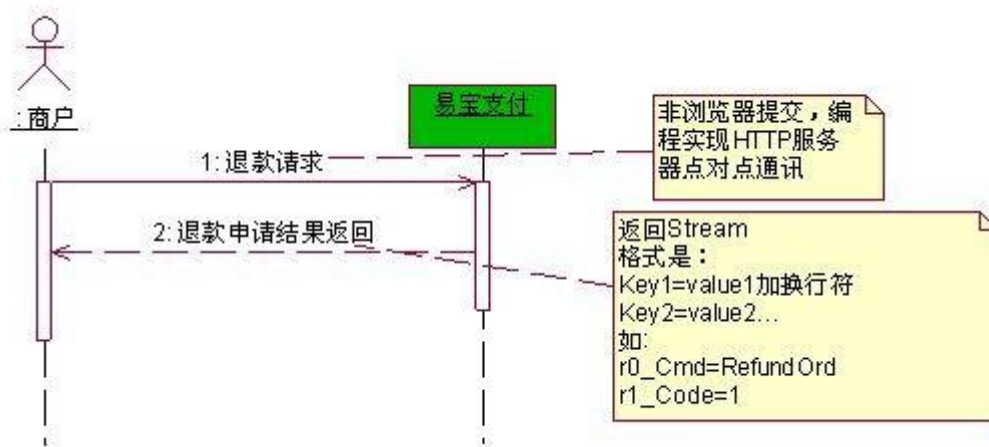 : 商户
易宝支付
非浏览器提交，编
程实现HTTP服务
器点对点通讯
1: 退款请求
2: 退款申请结果返回
返回Stream
格式是：
Key1=value1加换行符
Key2=value2...
如:
r0_Cmd=RefundOrd
r1_Code=1